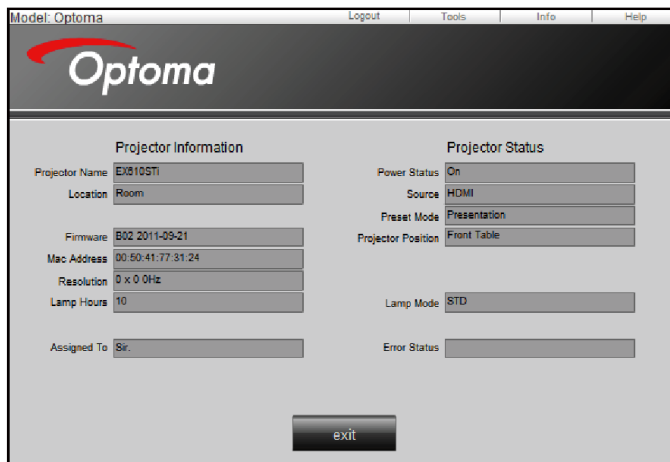 Model: Optoma
Logout Tools Info Help
Optoma
Projector Information
Projector Name EX610STi
Location Room
Firmware B02 2011-09-21
Mac Address 00:50:41:77:31:24
Resolution 0 x 0 0Hz
Lamp Hours 10
Assigned To Sir.
Projector Status
Power Status On
Source HDMI
Preset Mode Presentation
Projector Position Front Table
Lamp Mode STD
Error Status
exit